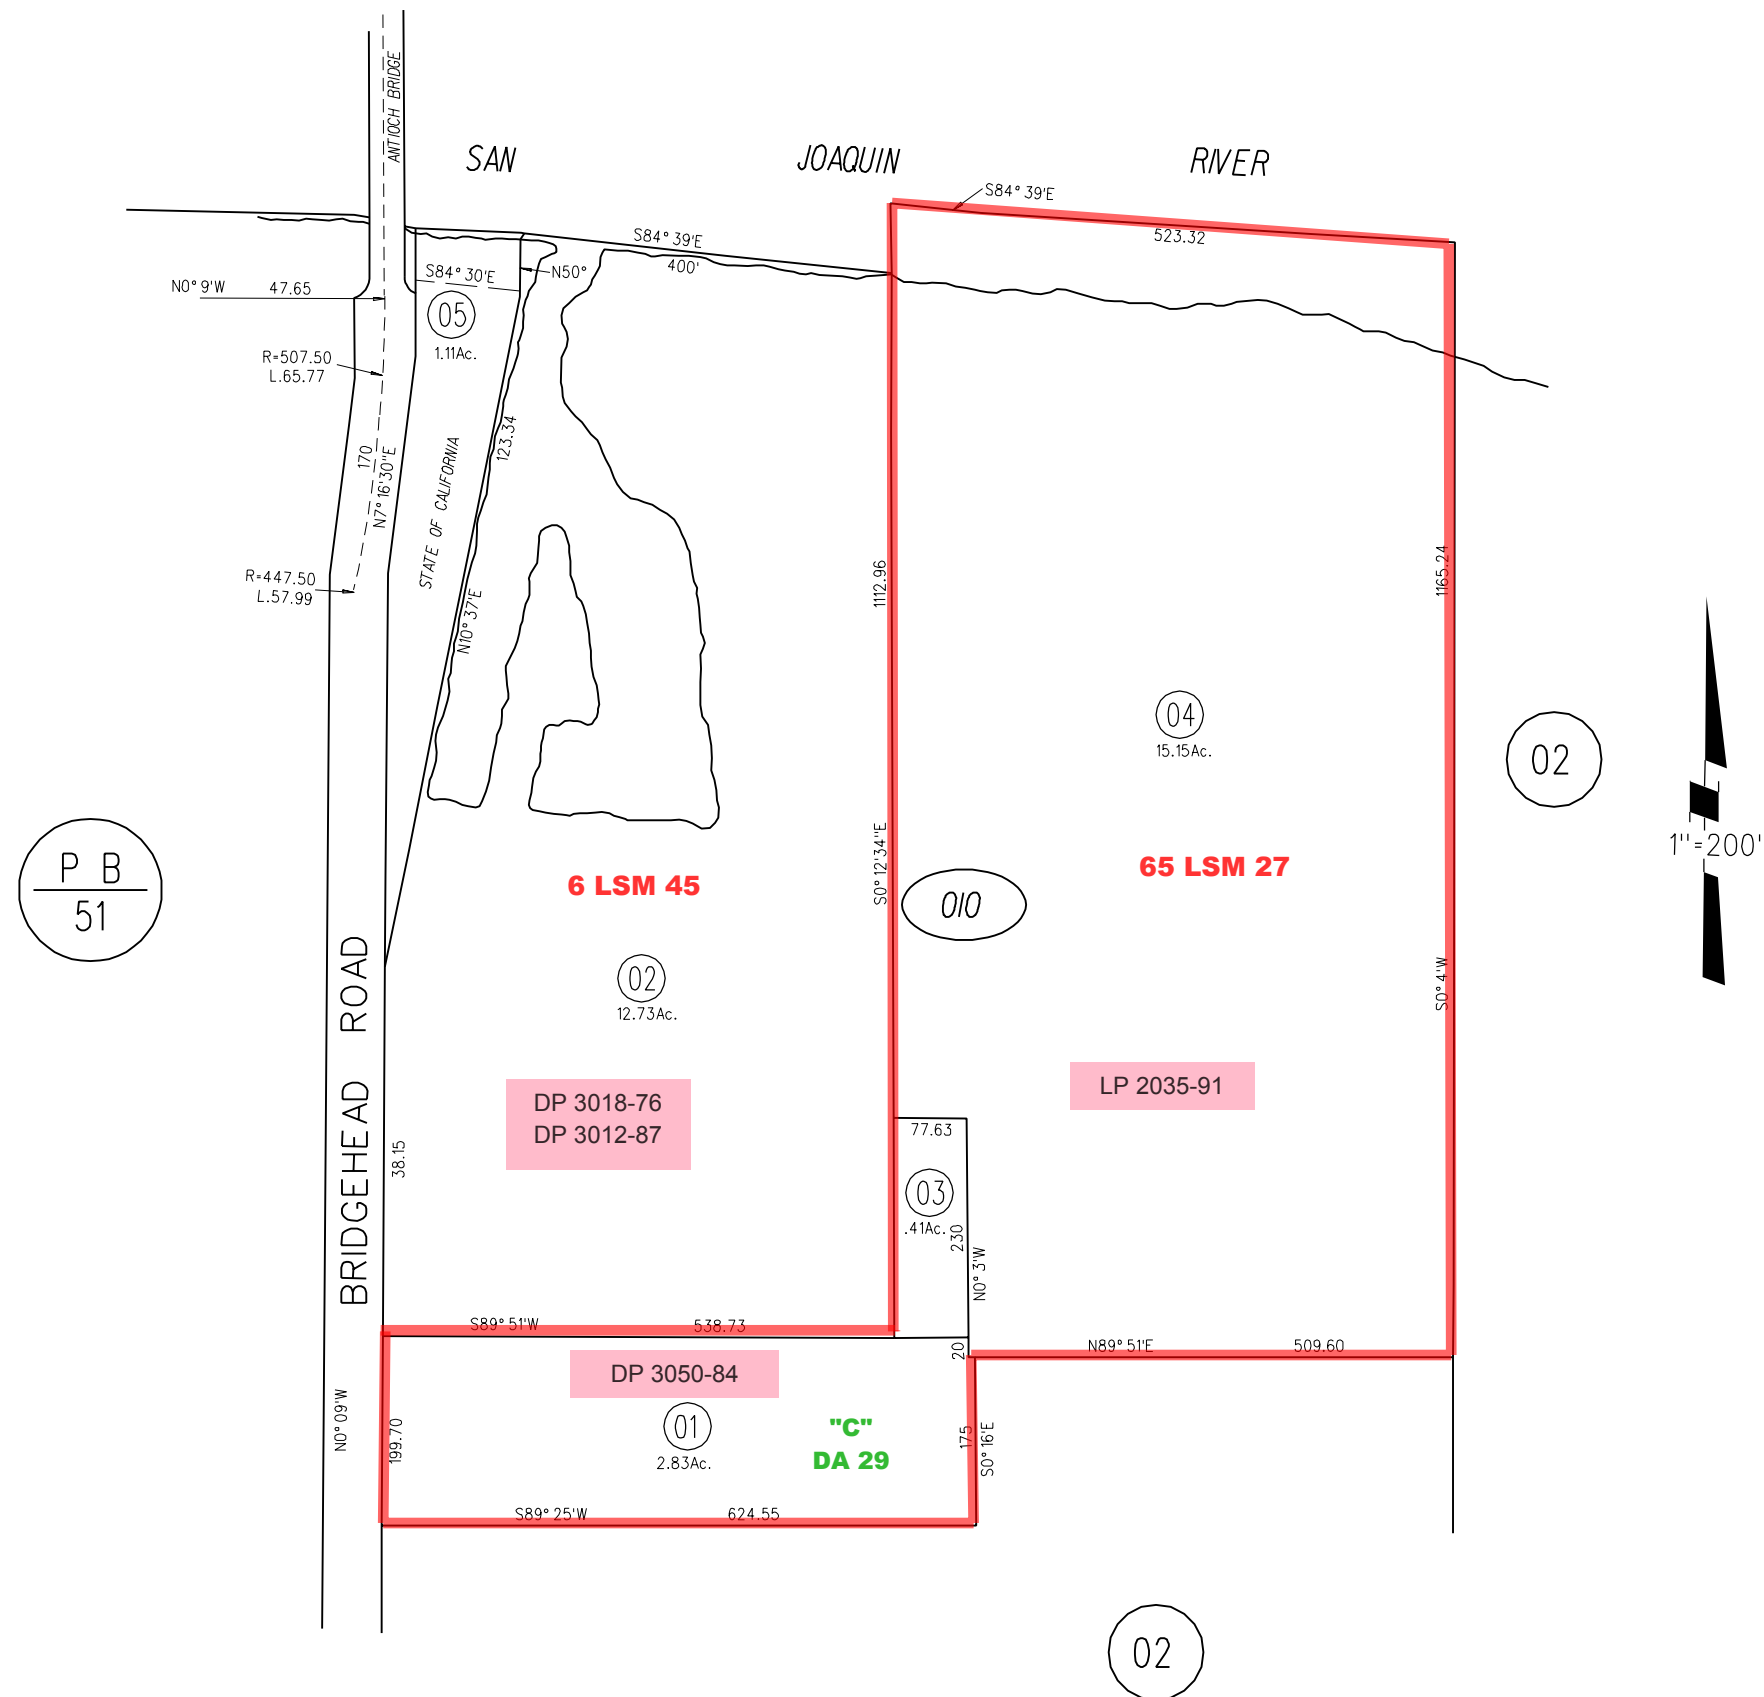 ANTIOCH BRIDGE
SAN JOAQUIN RIVER
S84° 39'E
523.32
S84° 39'E
400'
S84° 30'E
N50°
N0° 9'W 47.65
05
1.11Ac.
R=507.50
L.65.77
170
N7° 16'30"E
STATE OF CALIFORNIA
123.34
N10° 37'E
R=447.50
L.57.99
1112.96
S0° 12'34"E
1165.24
S0° 4'W
04
15.15Ac.
02
1"=200'
P B
51
6 LSM 45
010
65 LSM 27
02
12.73Ac.
BRIDGEHEAD ROAD
DP 3018-76
DP 3012-87
LP 2035-91
38.15
77.63
03
.41Ac.
230
N0° 3'W
S89° 51'W 538.73
20
N89° 51'E 509.60
DP 3050-84
N0° 09'W
199.70
01
2.83Ac.
"C"
DA 29
175
S0° 16'E
S89° 25'W 624.55
02